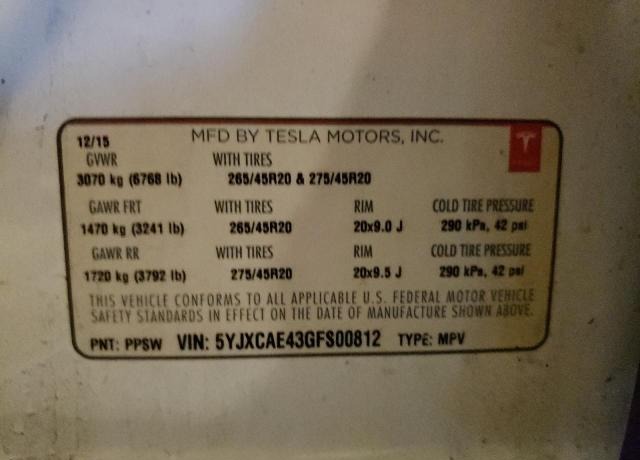 12/15 MFD BY TESLA MOTORS, INC.
GVWR WITH TIRES
3070 kg (6768 lb) 265/45R20 & 275/45R20
GAWR FRT WITH TIRES RIM COLD TIRE PRESSURE
1470 kg (3241 lb) 265/45R20 20x9.0 J 290 kPa, 42 psi
GAWR RR WITH TIRES RIM COLD TIRE PRESSURE
1720 kg (3792 lb) 275/45R20 20x9.5 J 290 kPa, 42 psi
THIS VEHICLE CONFORMS TO ALL APPLICABLE U.S. FEDERAL MOTOR VEHICLE
SAFETY STANDARDS IN EFFECT ON THE DATE OF MANUFACTURE SHOWN ABOVE.
PNT: PPSW VIN: 5YJXCAE43GFS00812 TYPE: MPV